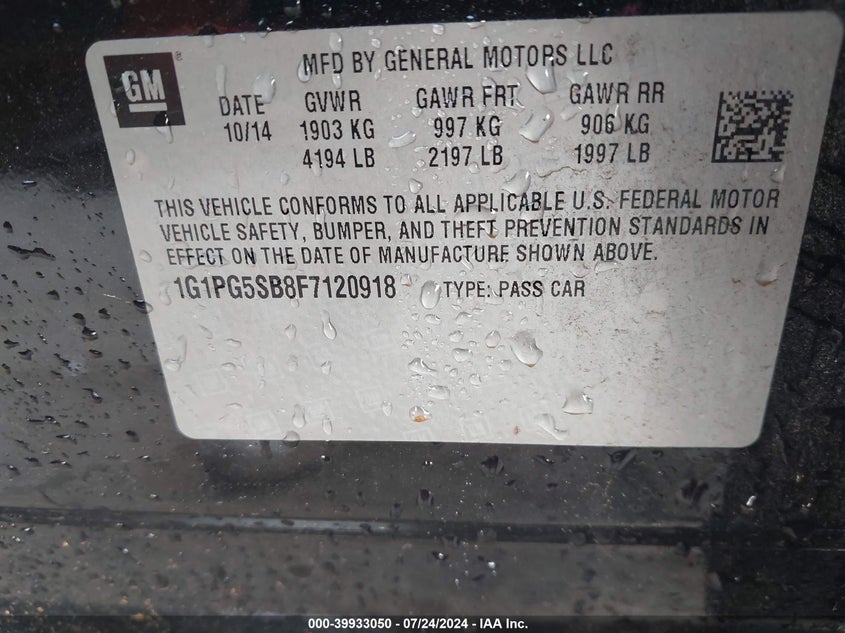 GM
MFD BY GENERAL MOTORS LLC
DATE GVWR GAWR FRT GAWR RR
10/14 1903 KG 997 KG 906 KG
4194 LB 2197 LB 1997 LB
THIS VEHICLE CONFORMS TO ALL APPLICABLE U.S. FEDERAL MOTOR
VEHICLE SAFETY, BUMPER, AND THEFT PREVENTION STANDARDS IN
EFFECT ON THE DATE OF MANUFACTURE SHOWN ABOVE.
1G1PG5SB8F7120918 TYPE: PASS CAR
000-39933050 / 07/24/2024 - IAA Inc.